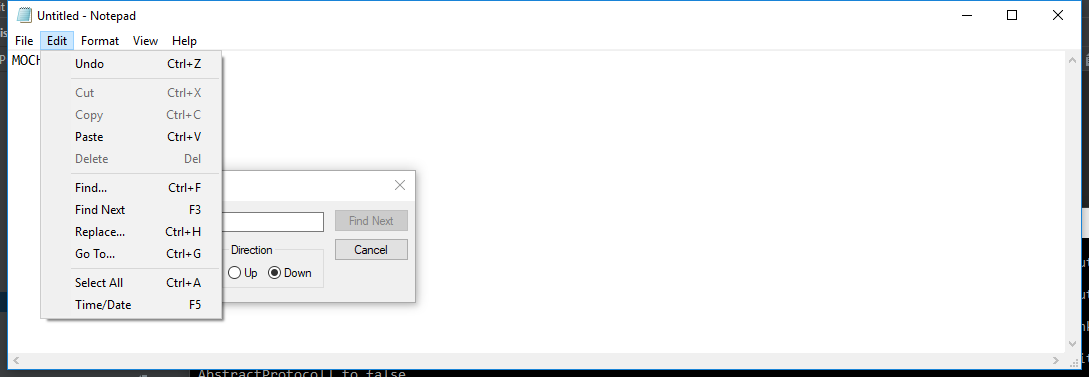 Untitled - Notepad
File Edit Format View Help
Undo Ctrl+Z
Cut Ctrl+X
Copy Ctrl+C
Paste Ctrl+V
Delete Del
Find... Ctrl+F
Find Next F3
Replace... Ctrl+H
Go To... Ctrl+G
Select All Ctrl+A
Time/Date F5
Find Next
Cancel
Direction
Up Down
AbstractProtocol] to false